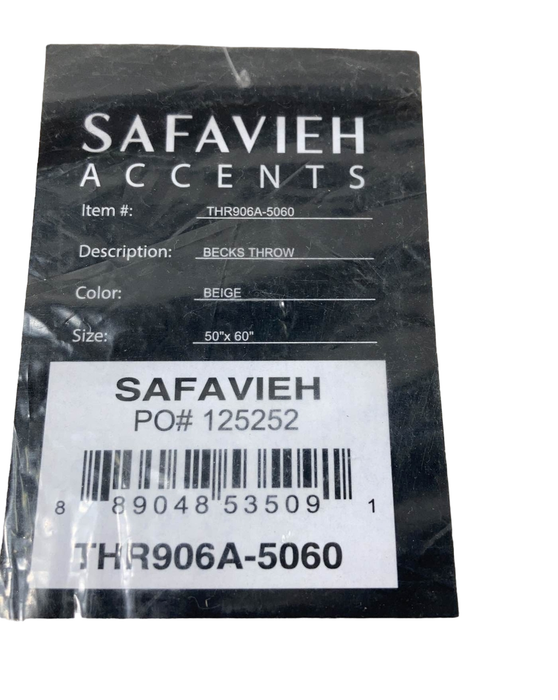 SAFAVIEH
ACCENTS
Item #: THR906A-5060
Description: BECKS THROW
Color: BEIGE
Size: 50"x 60"
SAFAVIEH
PO# 125252
8 89048 53509 1
THR906A-5060